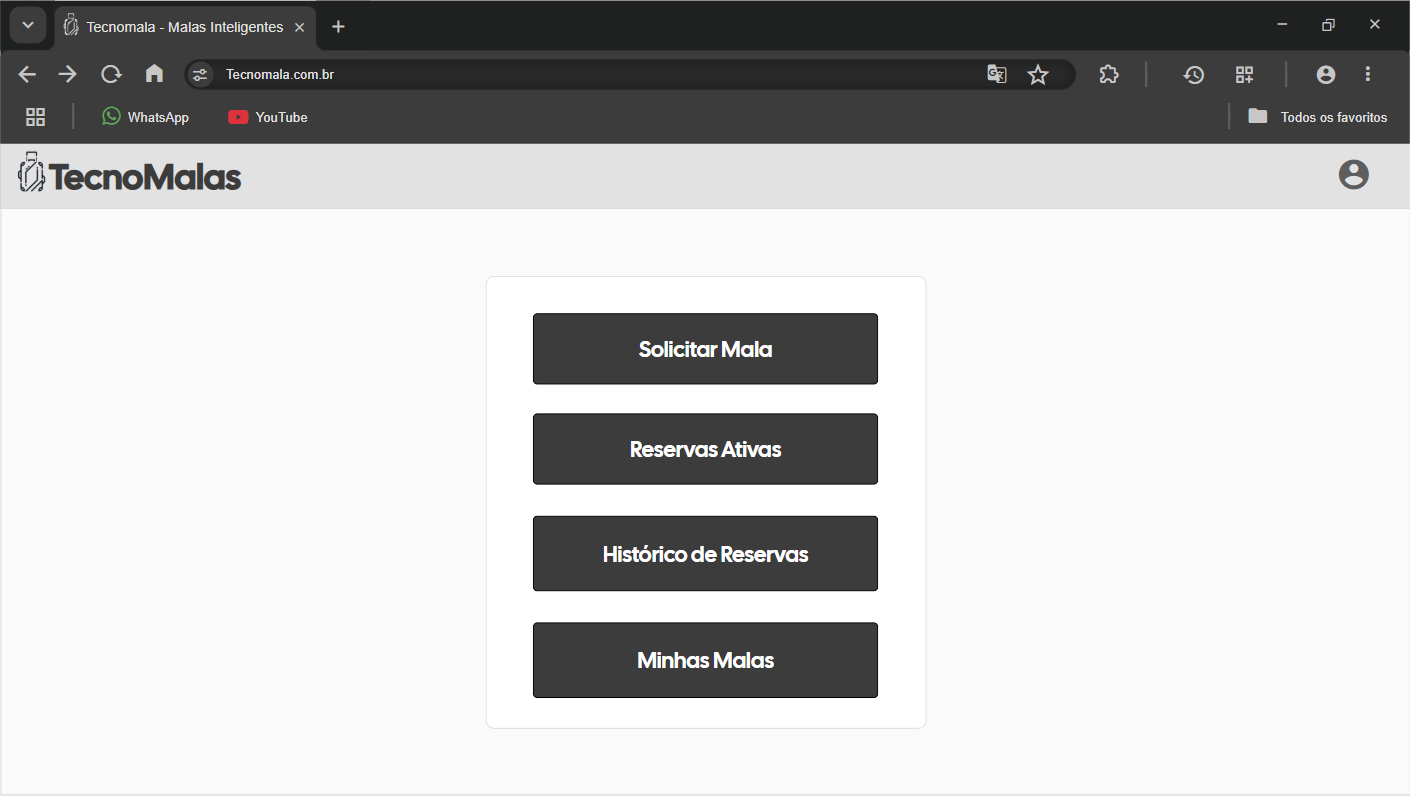 Tecnomala - Malas Inteligentes
Tecnomala.com.br
WhatsApp
YouTube
Todos os favoritos
TecnoMalas
Solicitar Mala
Reservas Ativas
Histórico de Reservas
Minhas Malas